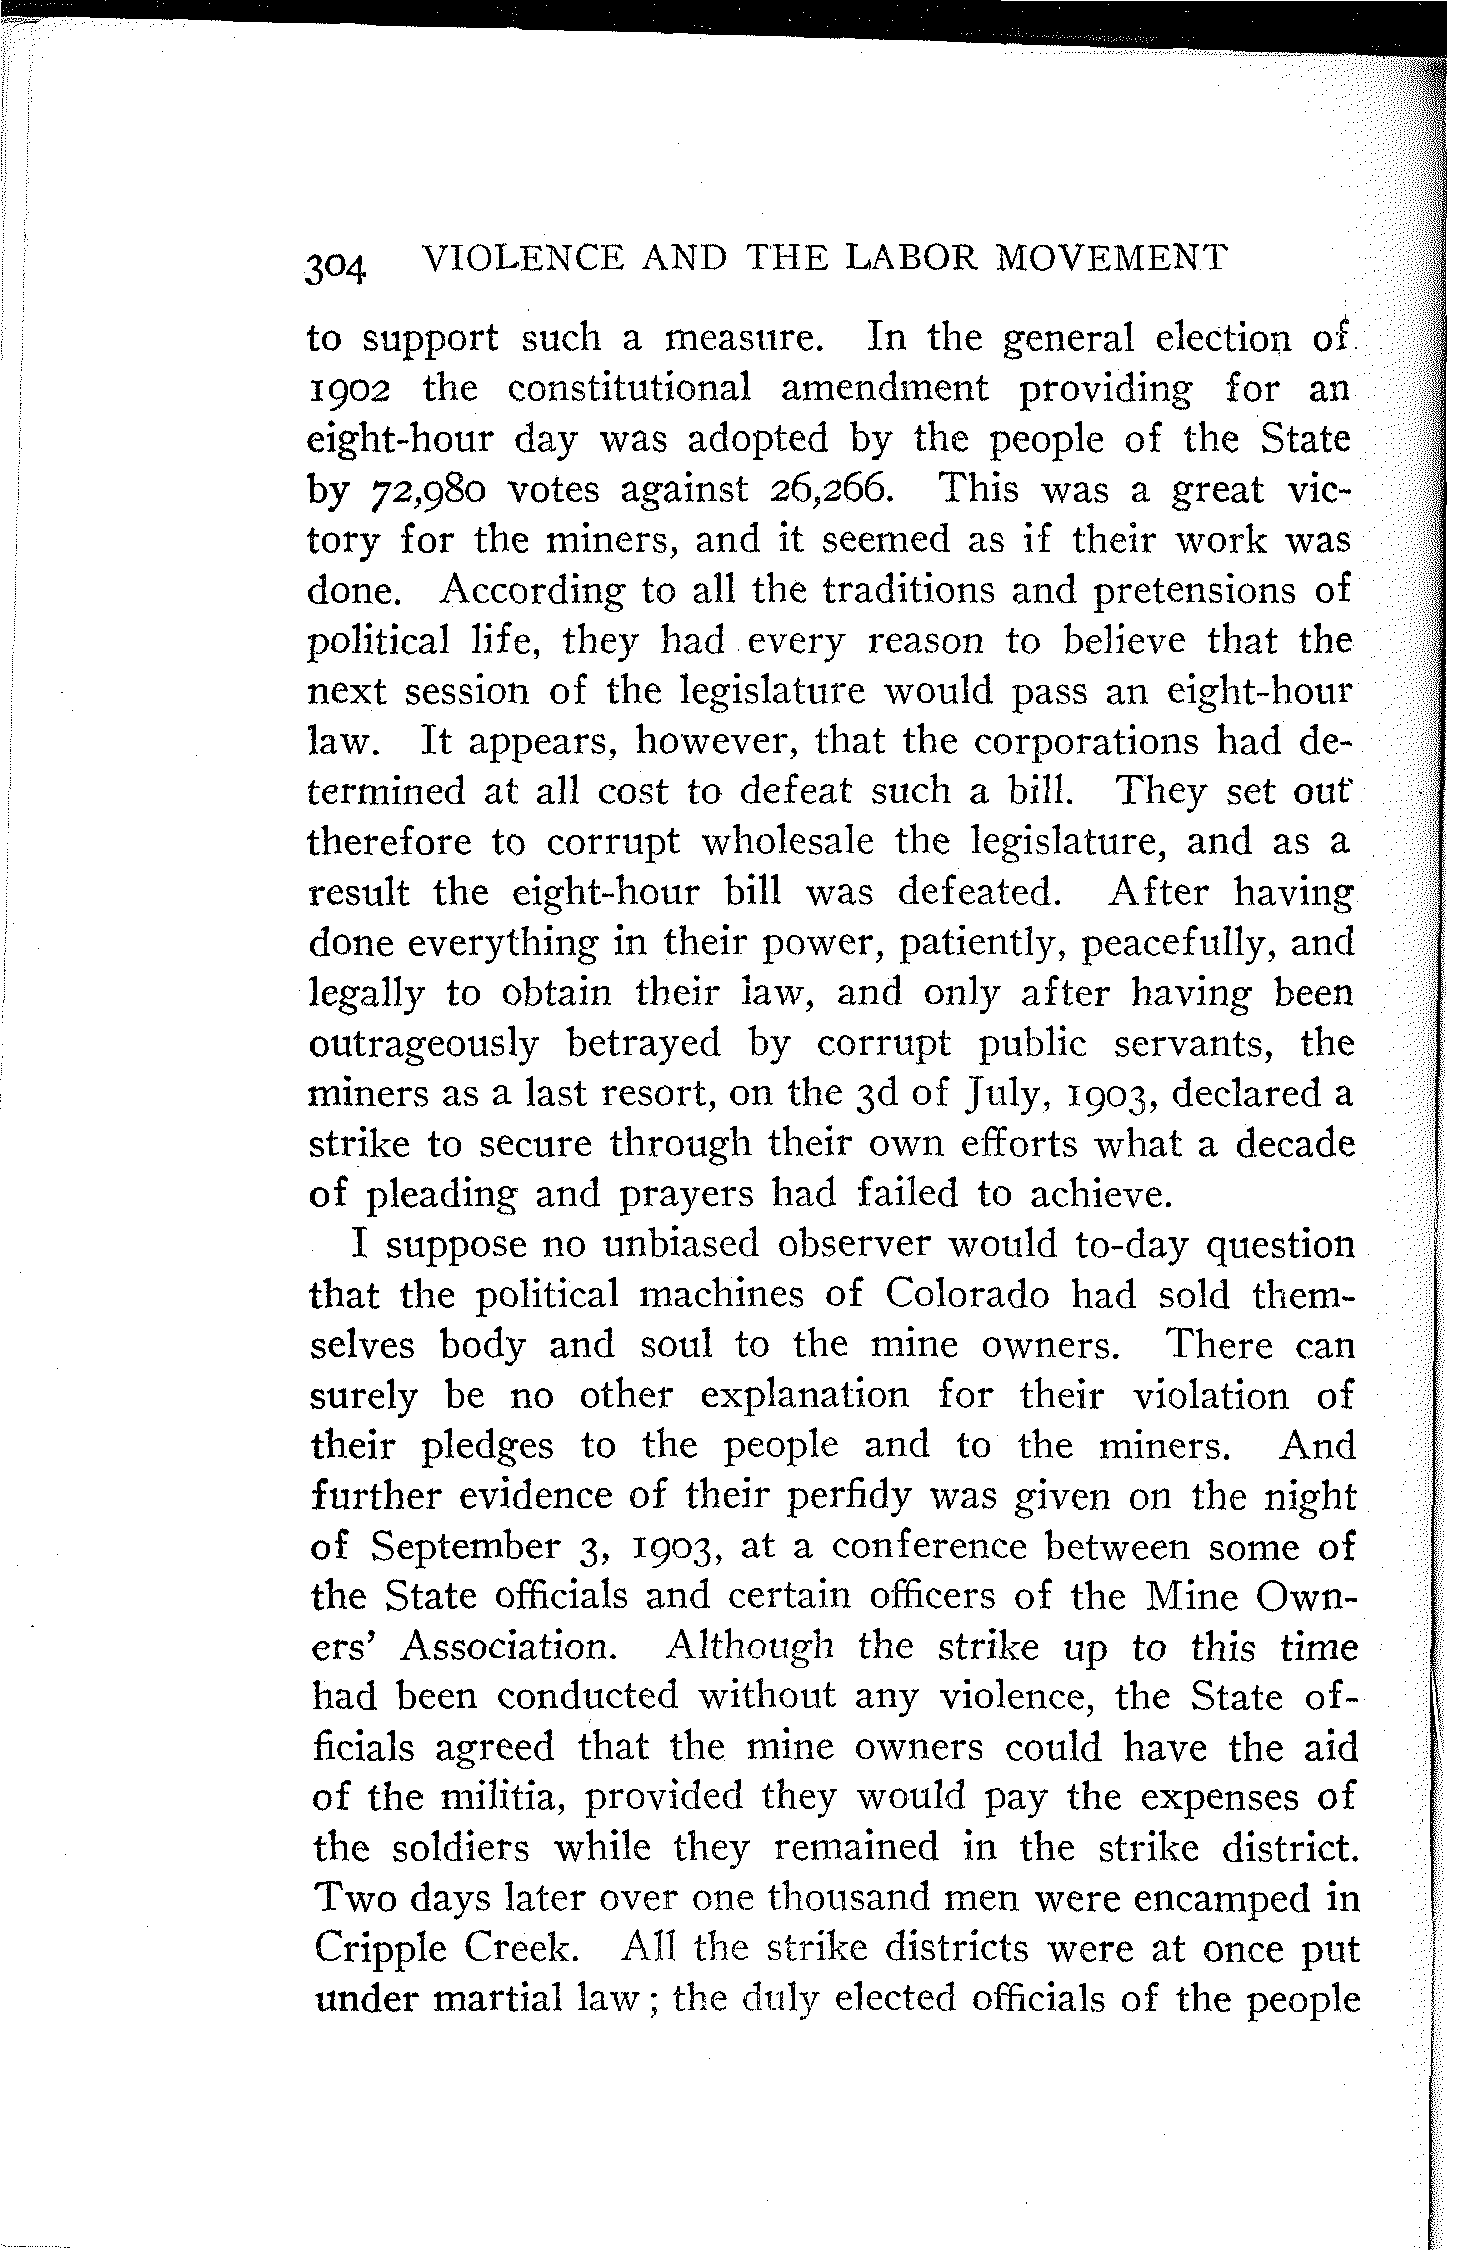 304 VIOLENCE AND THE LABOR MOVEMENT
to support such a measure. In the general election of
1902 the constitutional amendment providing for an
eight-hour day was adopted by the people of the State
by 72,980 votes against 26,266. This was a great vic-
tory for the miners, and it seemed as if their work was
done. According to all the traditions and pretensions of
political life, they had every reason to believe that the
next session of the legislature would pass an eight-hour
law. It appears, however, that the corporations had de-
termined at all cost to defeat such a bill. They set out
therefore to corrupt wholesale the legislature, and as a
result the eight-hour bill was defeated. After having
done everything in their power, patiently, peacefully, and
legally to obtain their law, and only after having been
outrageously betrayed by corrupt public servants, the
miners as a last resort, on the 3d of July, 1903, declared a
strike to secure through their own efforts what a decade
of pleading and prayers had failed to achieve.
I suppose no unbiased observer would to-day question
that the political machines of Colorado had sold them-
selves body and soul to the mine owners. There can
surely be no other explanation for their violation of
their pledges to the people and to the miners. And
further evidence of their perfidy was given on the night
of September 3, 1903, at a conference between some of
the State officials and certain officers of the Mine Own-
ers' Association. Although the strike up to this time
had been conducted without any violence, the State of-
ficials agreed that the mine owners could have the aid
of the militia, provided they would pay the expenses of
the soldiers while they remained in the strike district.
Two days later over one thousand men were encamped in
Cripple Creek. All the strike districts were at once put
under martial law; the duly elected officials of the people